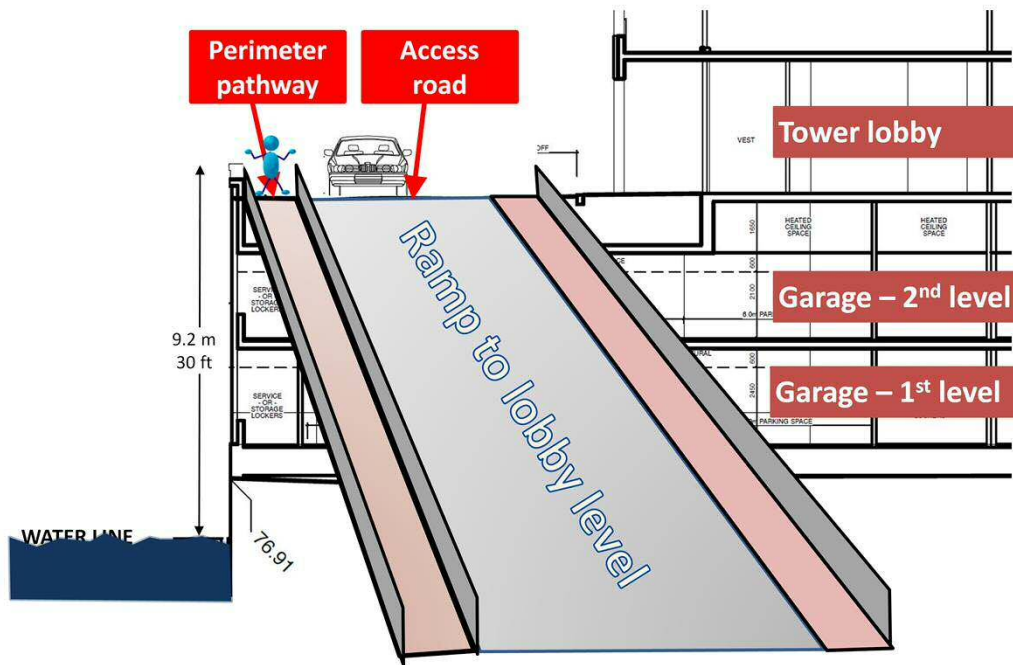 Perimeter
pathway
Access
road
Tower lobby
VEST
OFF
HEATED
CEILING
SPACE
HEATED
CEILING
SPACE
1650
600
2100
Garage – 2nd level
SERVICE
- OR -
STORAGE
LOCKERS
9.2 m
30 ft
600
2450
Garage – 1st level
SERVICE
- OR -
STORAGE
LOCKERS
PARKING SPACE
Ramp to lobby level
WATER LINE
76.91